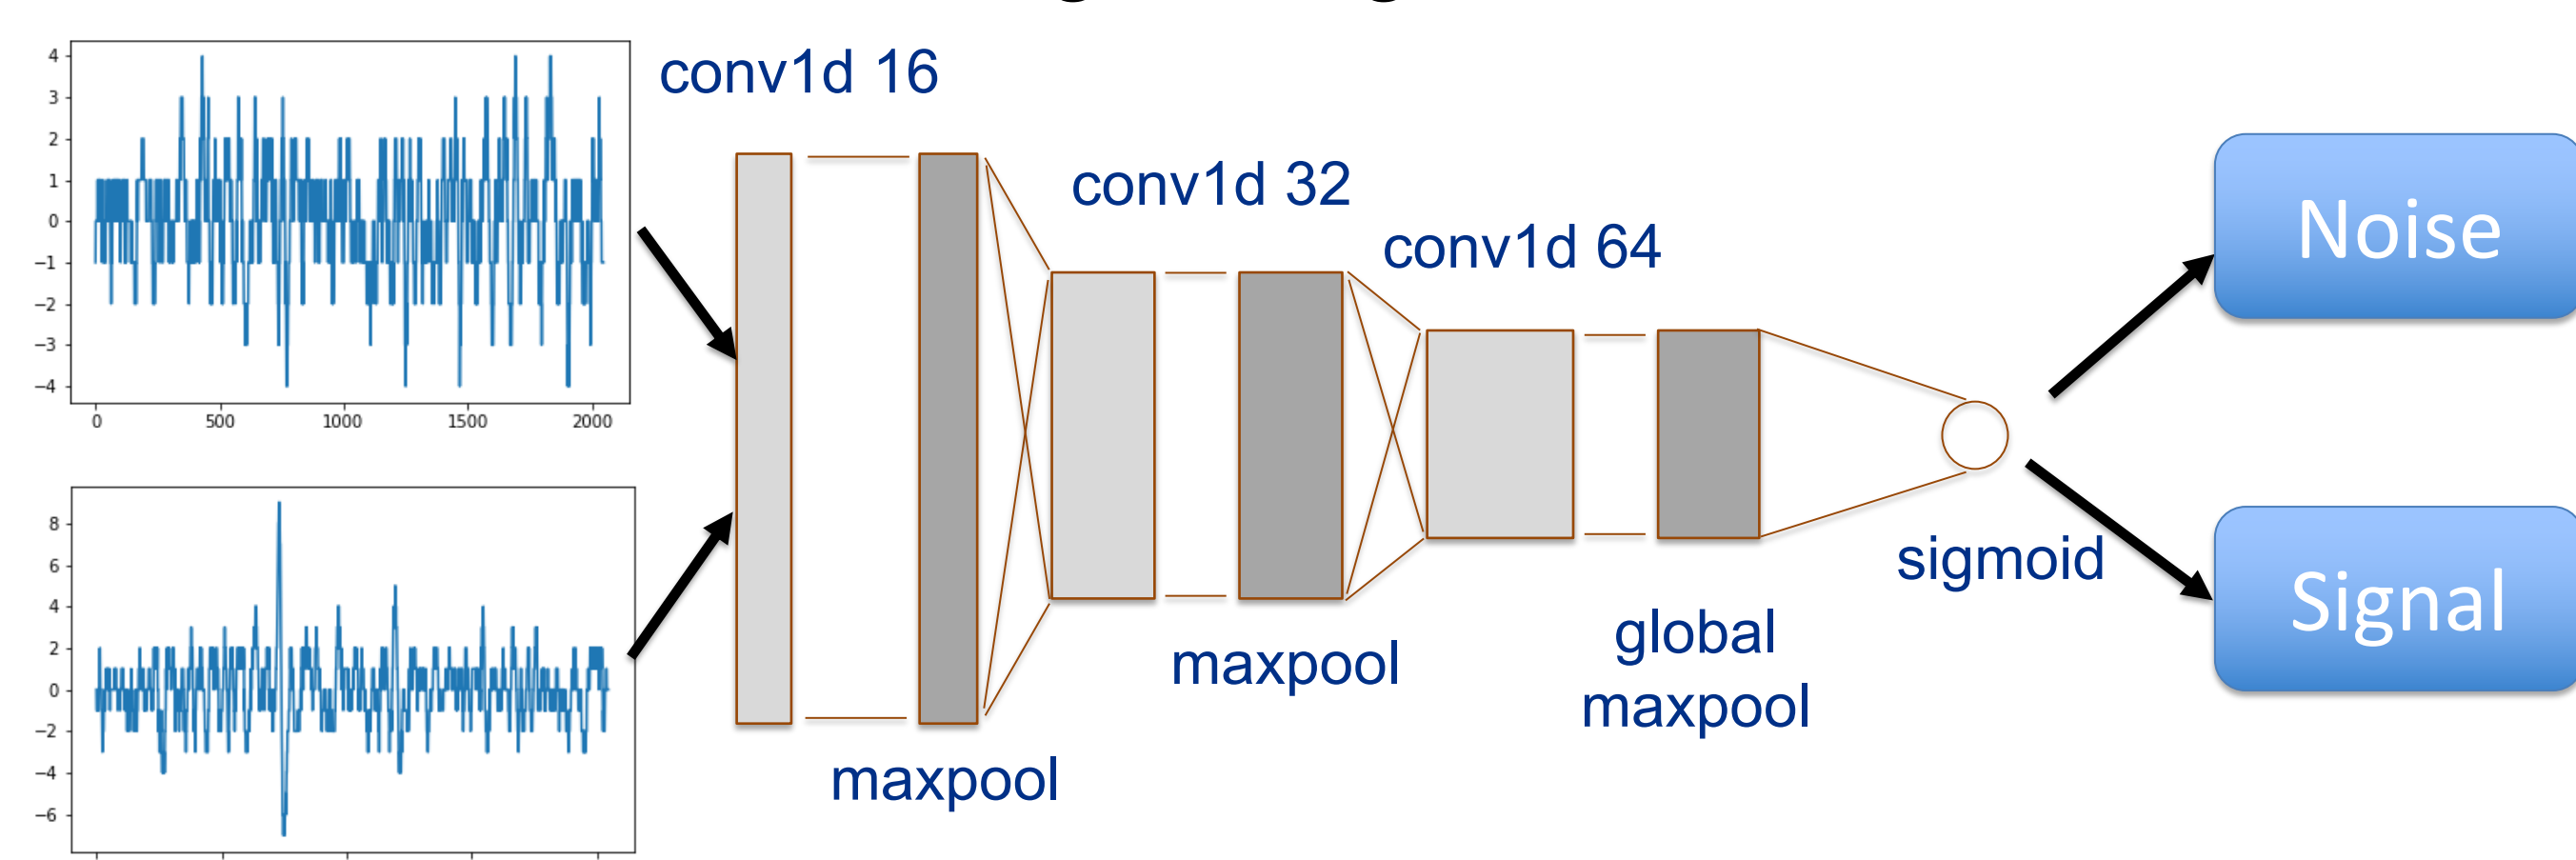 4
3
2
1
0
−1
−2
−3
−4
0 500 1000 1500 2000
8
6
4
2
0
−2
−4
−6
conv1d 16
maxpool
conv1d 32
maxpool
conv1d 64
global
maxpool
sigmoid
Noise
Signal